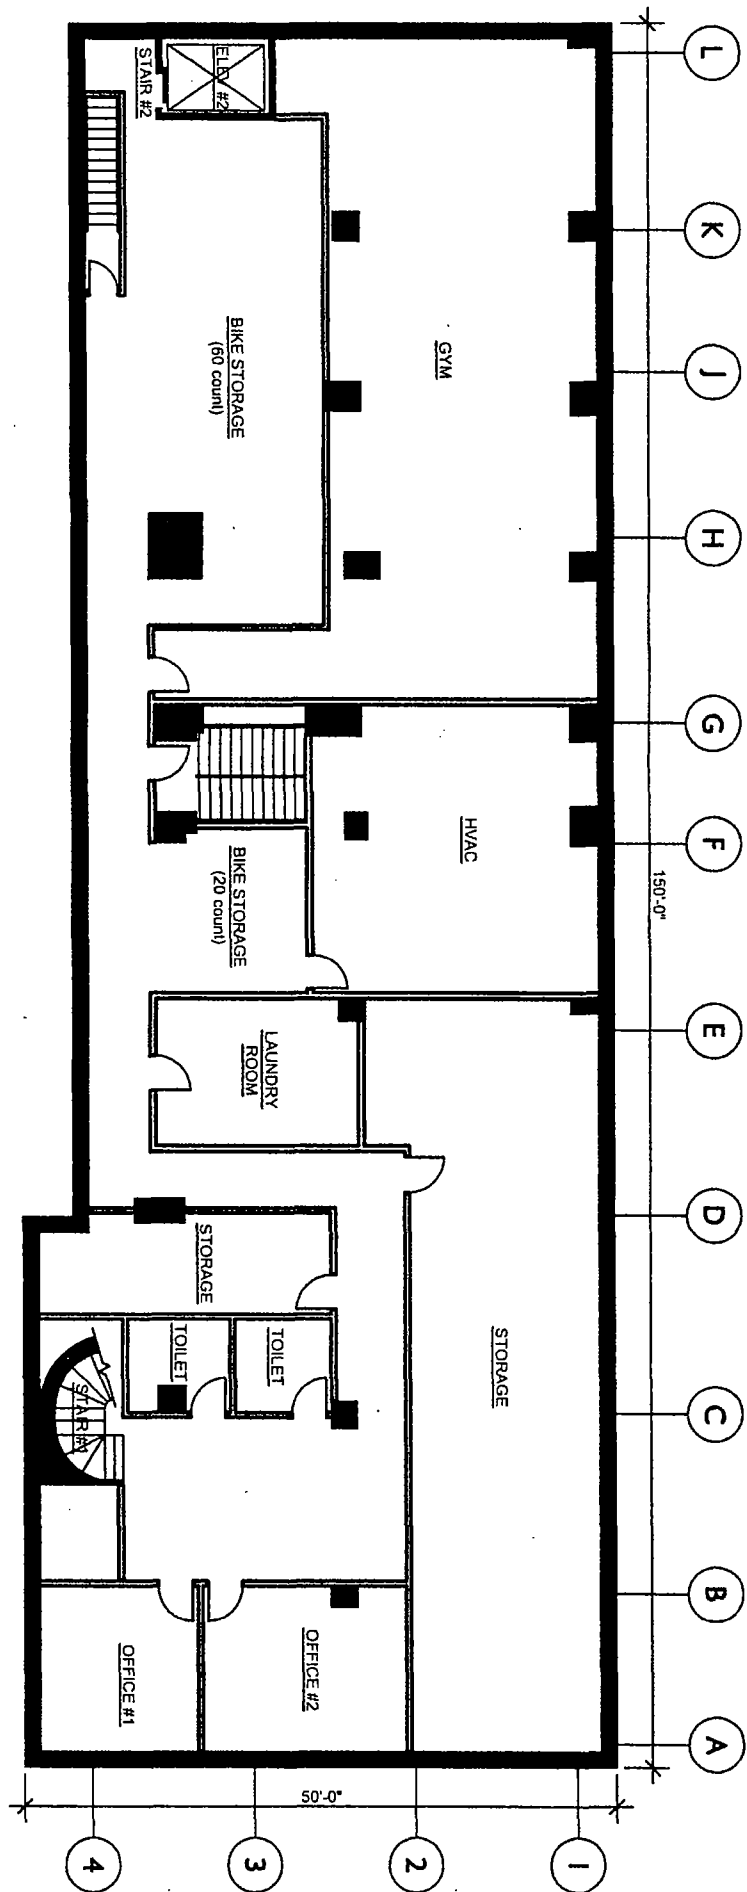 L
K
J
H
G
F
E
D
C
B
A
150'-0"
ELEV #2
STAIR #2
GYM
BIKE STORAGE
(60 count)
HVAC
BIKE STORAGE
(20 count)
LAUNDRY
ROOM
STORAGE
STORAGE
TOILET
TOILET
STAIR #1
OFFICE #2
OFFICE #1
50'-0"
4
3
2
1